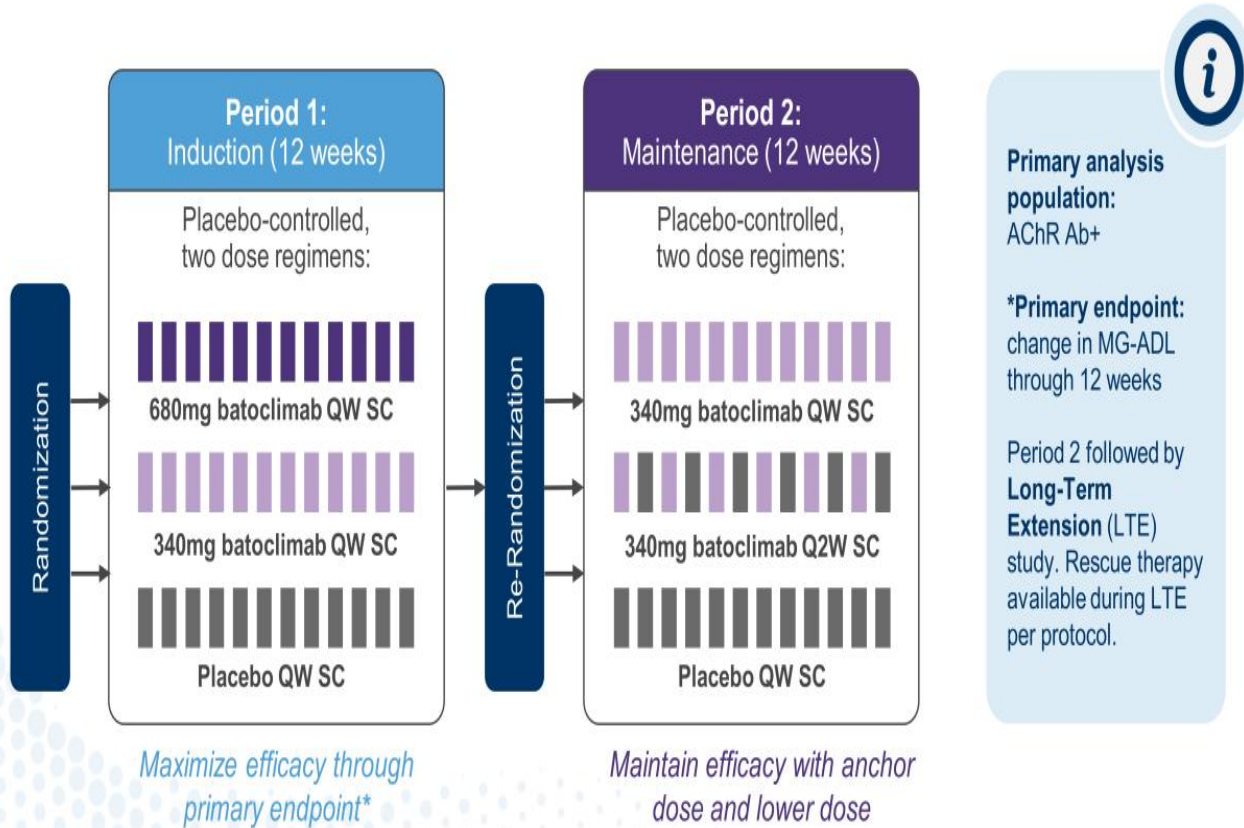 Randomization
Period 1:
Induction (12 weeks)
Placebo-controlled,
two dose regimens:
680mg batoclimab QW SC
340mg batoclimab QW SC
Placebo QW SC
Maximize efficacy through
primary endpoint*
Re-Randomization
Period 2:
Maintenance (12 weeks)
Placebo-controlled,
two dose regimens:
340mg batoclimab QW SC
340mg batoclimab Q2W SC
Placebo QW SC
Maintain efficacy with anchor
dose and lower dose
i
Primary analysis
population:
AChR Ab+
*Primary endpoint:
change in MG-ADL
through 12 weeks
Period 2 followed by
Long-Term
Extension (LTE)
study. Rescue therapy
available during LTE
per protocol.